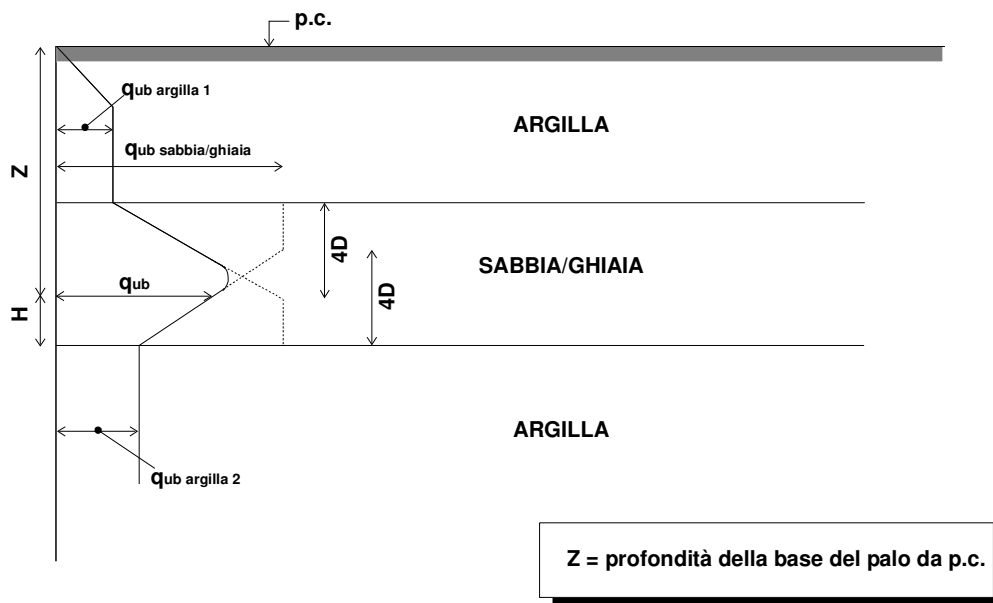 p.c.
qub argilla 1
ARGILLA
qub sabbia/ghiaia
Z
4D
SABBIA/GHIAIA
qub
4D
H
ARGILLA
qub argilla 2
Z = profondità della base del palo da p.c.